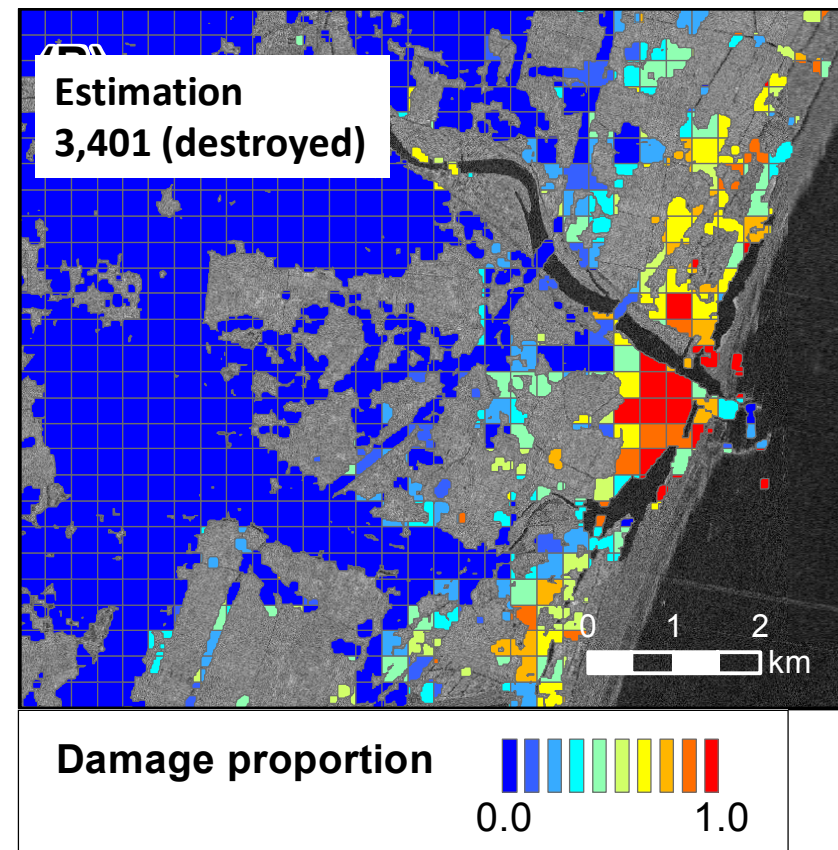 Estimation
3,401 (destroyed)
0 1 2
km
Damage proportion
0.0 1.0